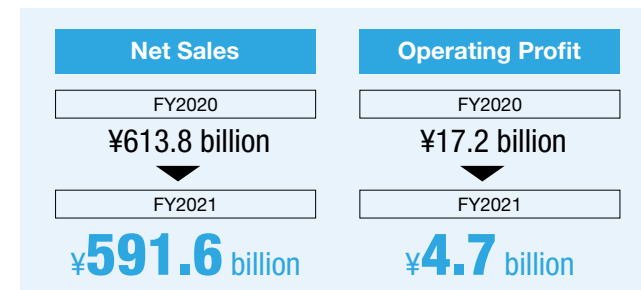 Net Sales
FY2020
¥613.8 billion
FY2021
¥591.6 billion
Operating Profit
FY2020
¥17.2 billion
FY2021
¥4.7 billion